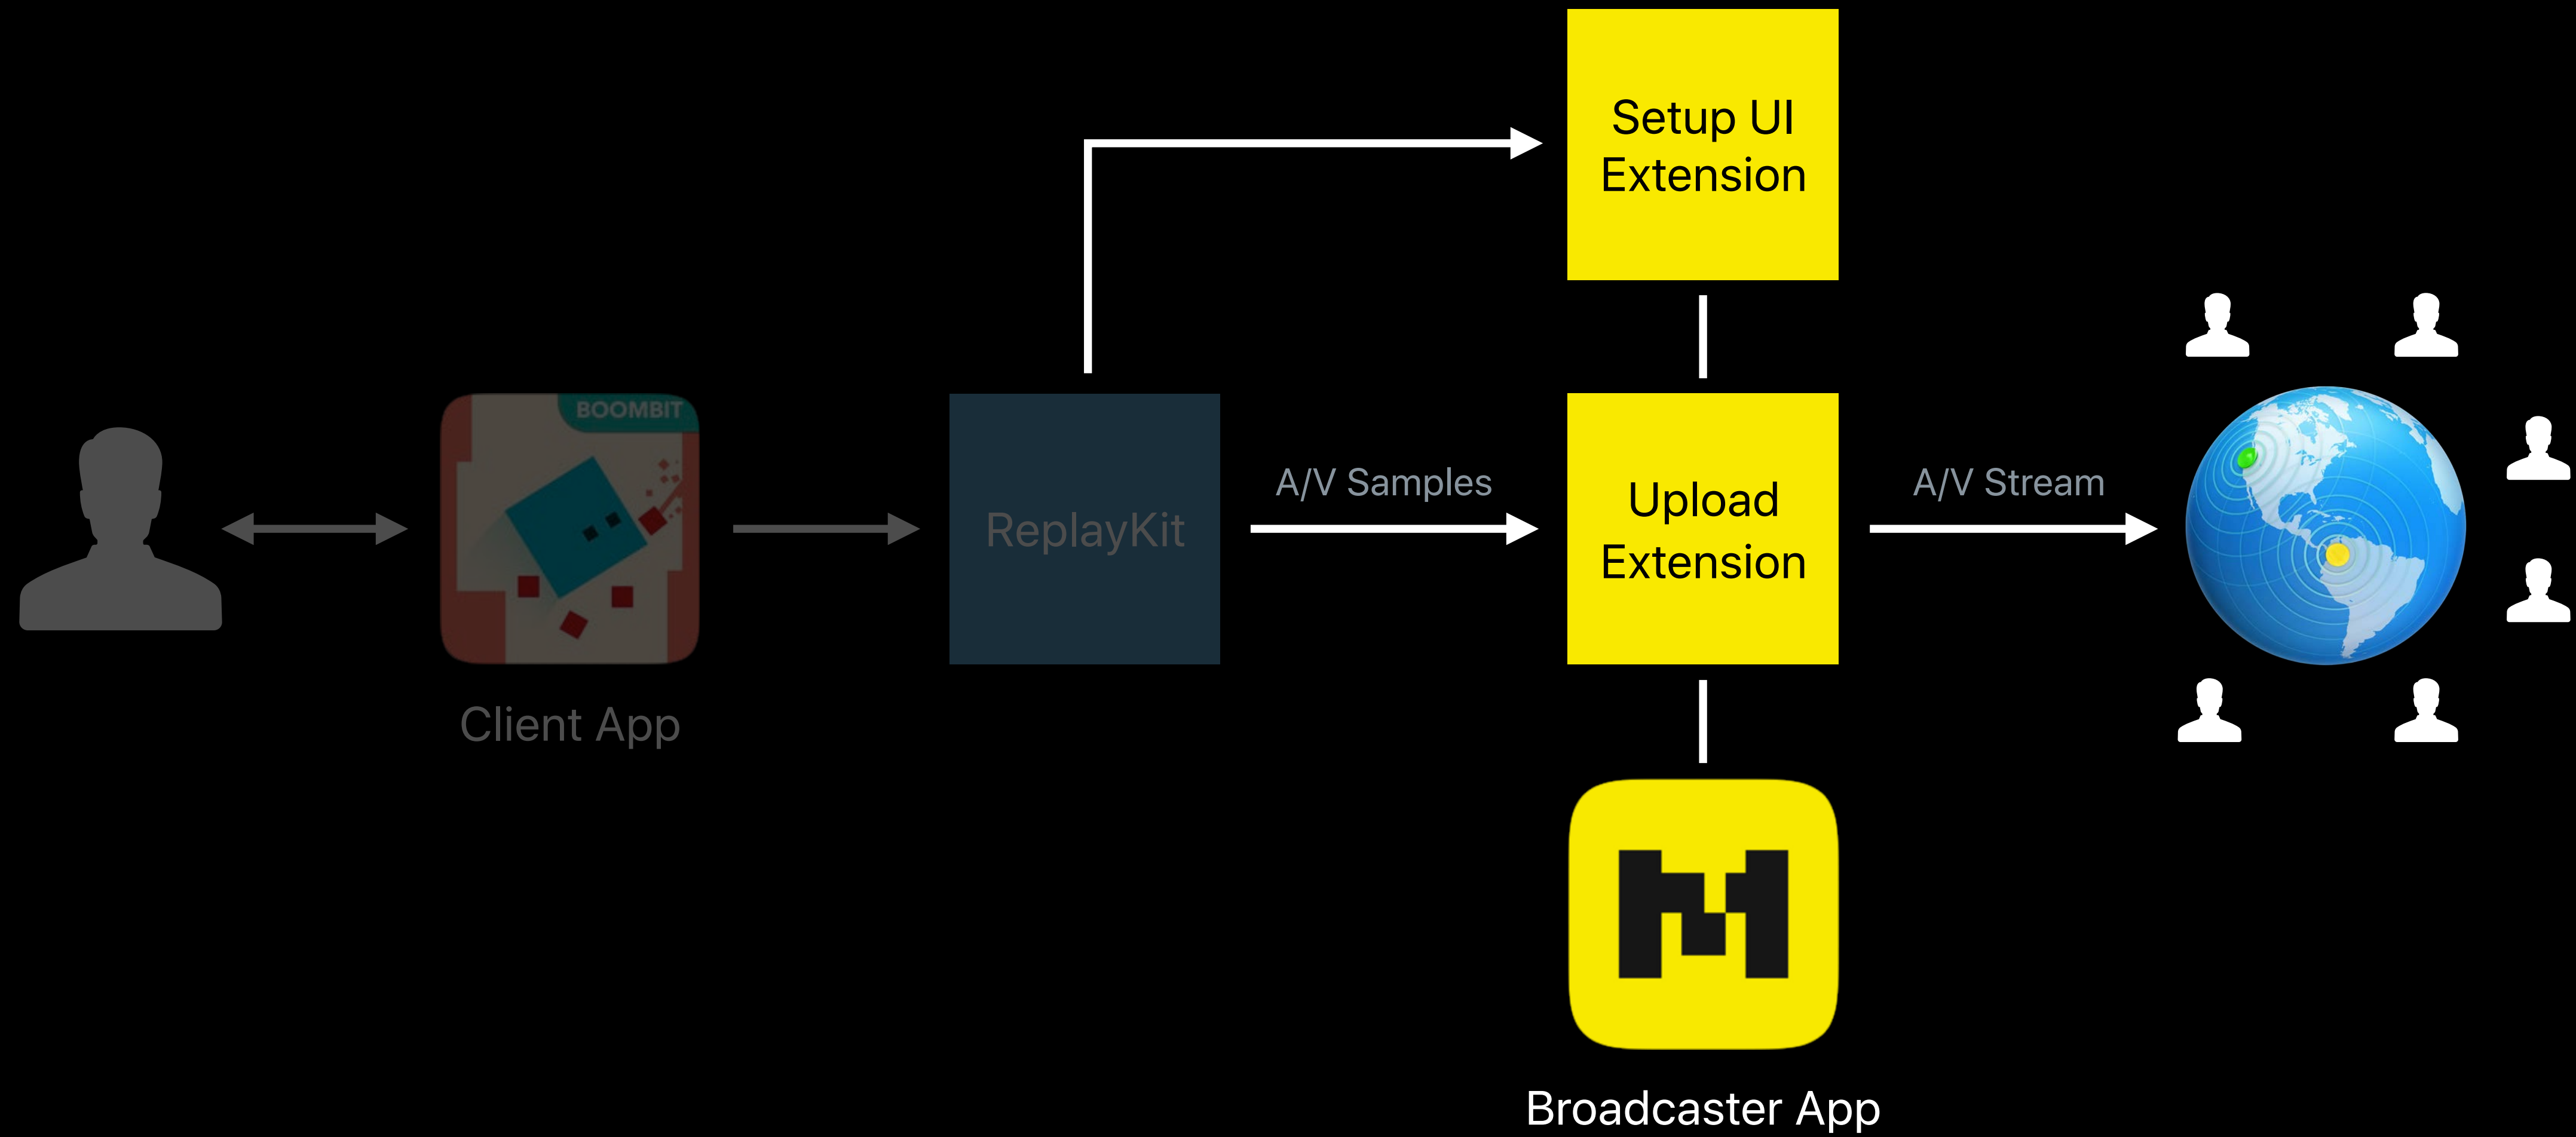 Setup UI
Extension
BOOMBIT
Client App
ReplayKit
A/V Samples
Upload
Extension
A/V Stream
M
Broadcaster App